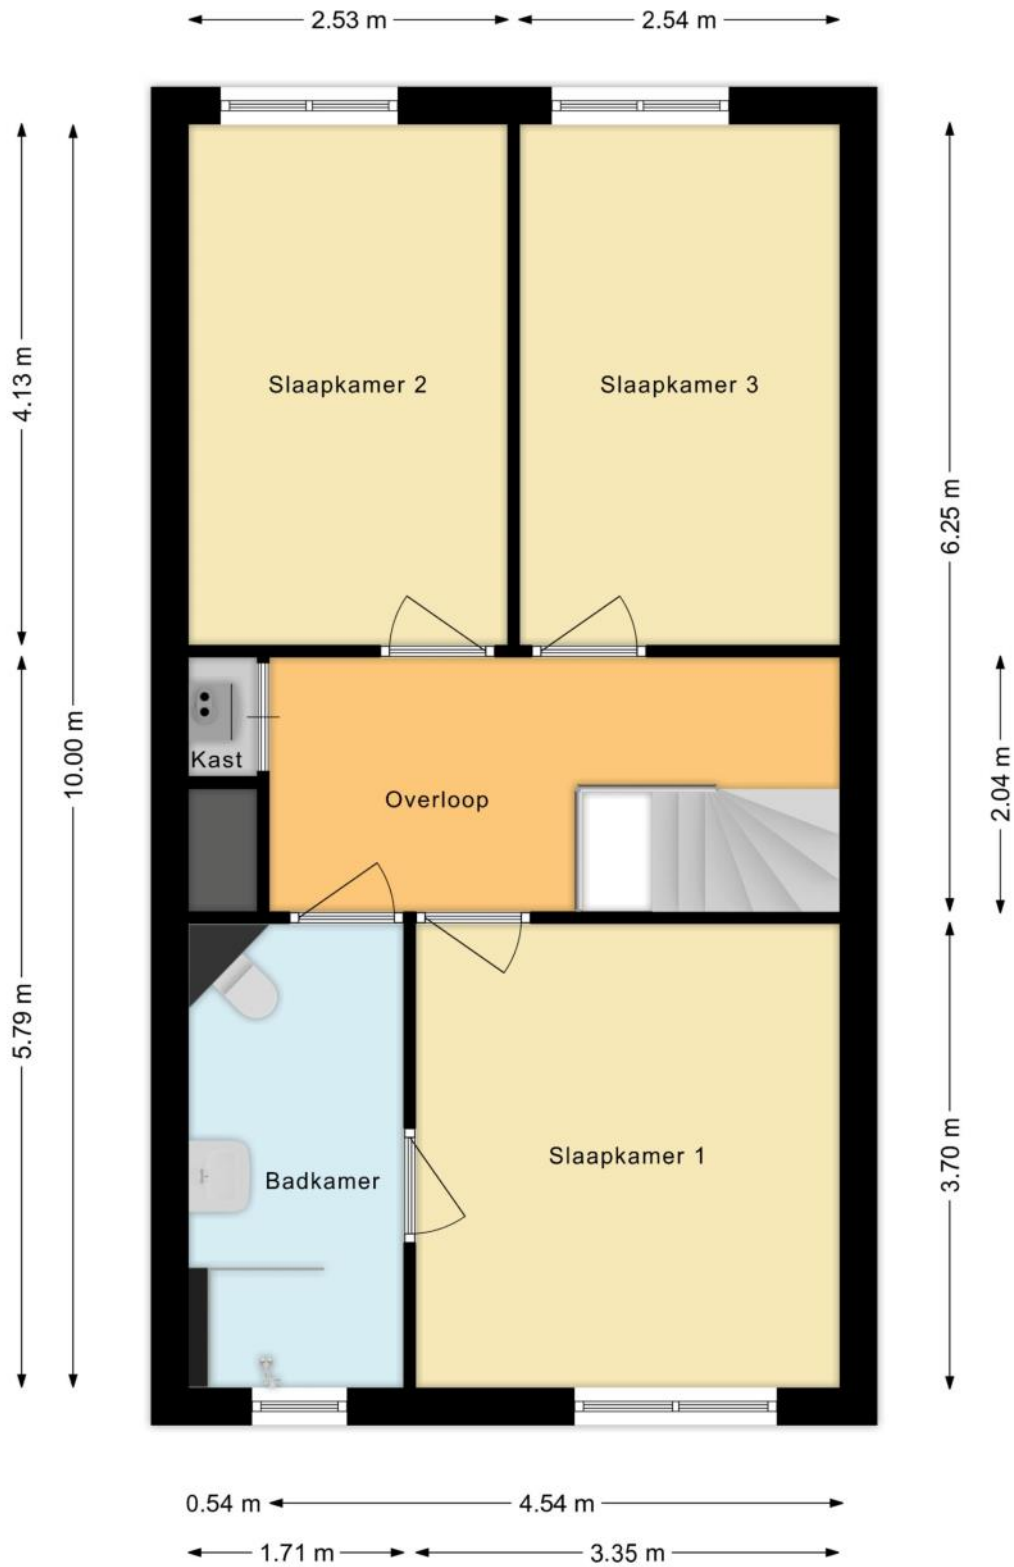 2.53 m
2.54 m
4.13 m
10.00 m
5.79 m
Slaapkamer 2
Slaapkamer 3
6.25 m
2.04 m
3.70 m
Kast
Overloop
Slaapkamer 1
Badkamer
0.54 m
4.54 m
1.71 m
3.35 m